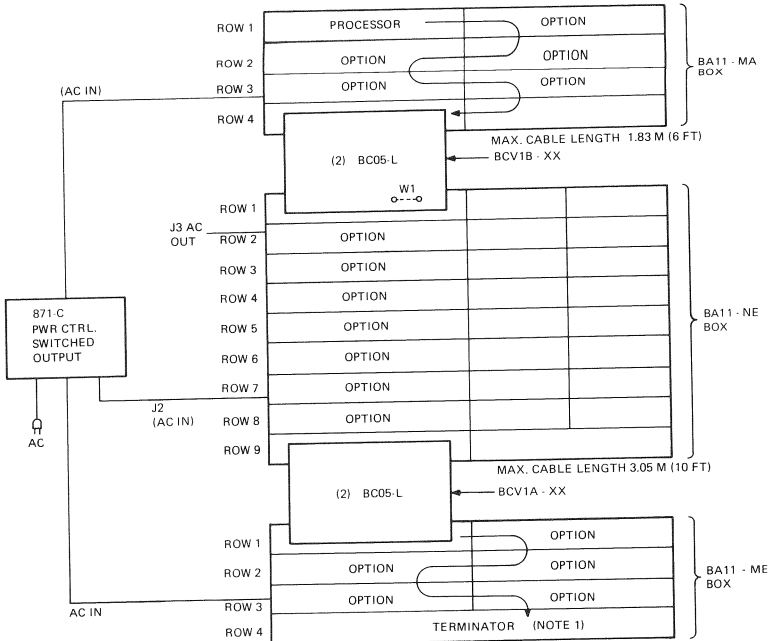 ROW 1 PROCESSOR OPTION
ROW 2 OPTION OPTION
ROW 3 OPTION OPTION
ROW 4
BA11 - MA
BOX
(AC IN)
(2) BC05-L
W1
MAX. CABLE LENGTH 1.83 M (6 FT)
BCV1B - XX
ROW 1
J3 AC
OUT
ROW 2 OPTION
ROW 3 OPTION
ROW 4 OPTION
ROW 5 OPTION
ROW 6 OPTION
ROW 7 OPTION
ROW 8 OPTION
ROW 9
BA11 - NE
BOX
871-C
PWR CTRL.
SWITCHED
OUTPUT
AC
J2
(AC IN)
MAX. CABLE LENGTH 3.05 M (10 FT)
(2) BC05-L
BCV1A - XX
ROW 1 OPTION
ROW 2 OPTION OPTION
ROW 3 OPTION OPTION
ROW 4 TERMINATOR (NOTE 1)
BA11 - ME
BOX
AC IN